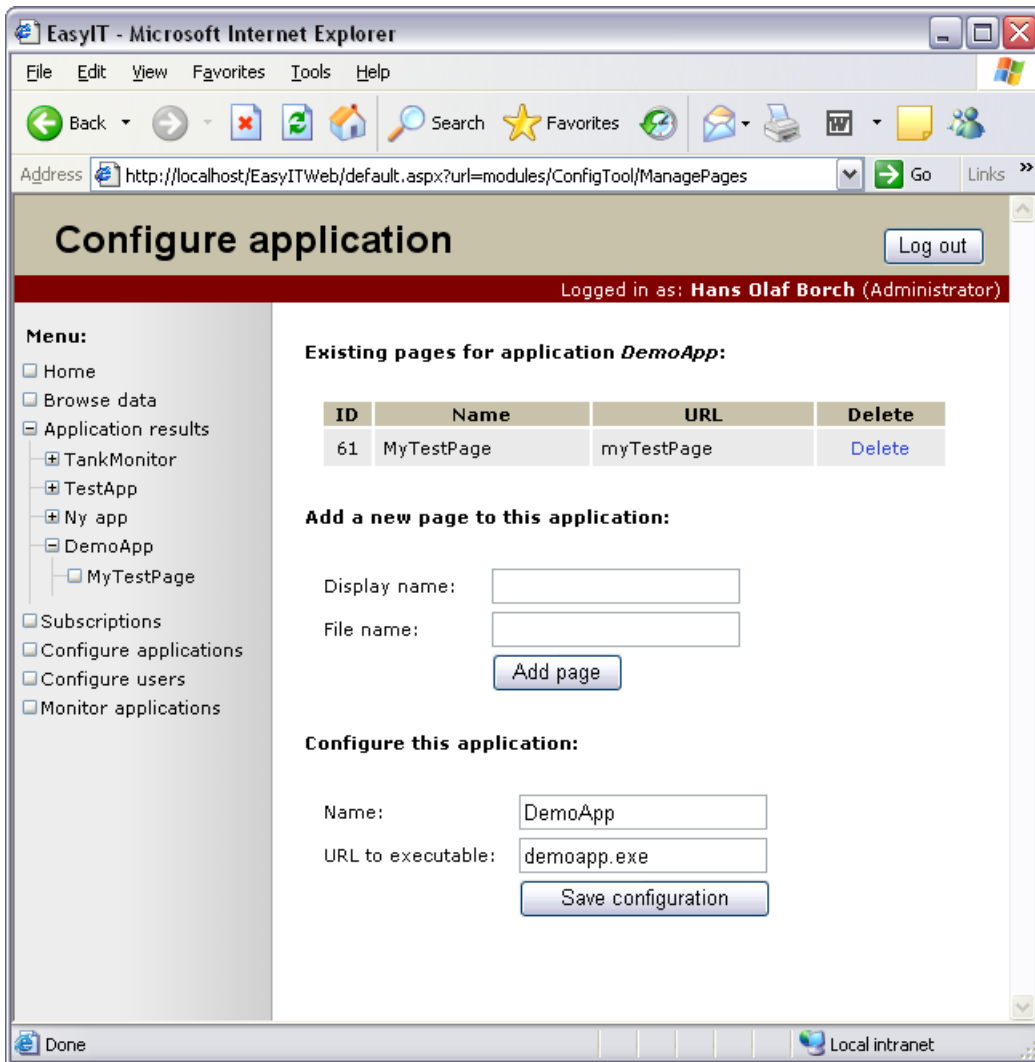 EasyIT - Microsoft Internet Explorer
File Edit View Favorites Tools Help
Back Search Favorites
Address http://localhost/EasyITWeb/default.aspx?url=modules/ConfigTool/ManagePages Go Links »
Configure application
Log out
Logged in as: Hans Olaf Borch (Administrator)
Menu:
Home
Browse data
Application results
TankMonitor
TestApp
Ny app
DemoApp
MyTestPage
Subscriptions
Configure applications
Configure users
Monitor applications
Existing pages for application DemoApp:
ID Name URL Delete
61 MyTestPage myTestPage Delete
Add a new page to this application:
Display name:
File name:
Add page
Configure this application:
Name: DemoApp
URL to executable: demoapp.exe
Save configuration
Done Local intranet